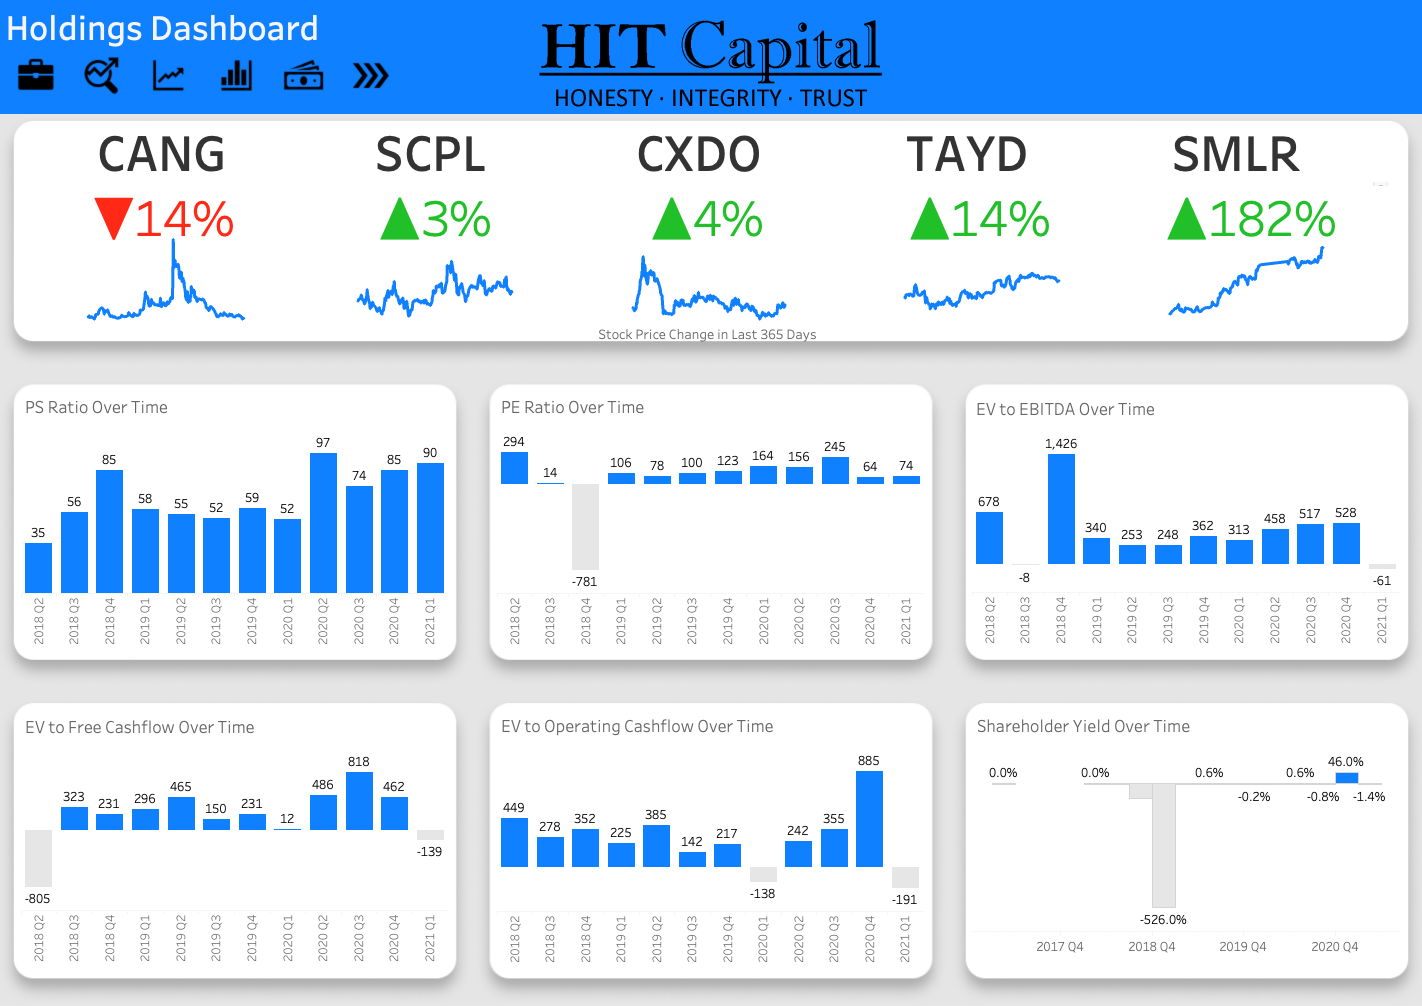 Holdings Dashboard
HIT Capital
HONESTY · INTEGRITY · TRUST
CANG SCPL CXDO TAYD SMLR
▼14% ▲3% ▲4% ▲14% ▲182%
Stock Price Change in Last 365 Days
PS Ratio Over Time
35 56 85 58 55 52 59 52 97 74 85 90
2018 Q2 2018 Q3 2018 Q4 2019 Q1 2019 Q2 2019 Q3 2019 Q4 2020 Q1 2020 Q2 2020 Q3 2020 Q4 2021 Q1
PE Ratio Over Time
294 14 -781 106 78 100 123 164 156 245 64 74
2018 Q2 2018 Q3 2018 Q4 2019 Q1 2019 Q2 2019 Q3 2019 Q4 2020 Q1 2020 Q2 2020 Q3 2020 Q4 2021 Q1
EV to EBITDA Over Time
678 -8 1,426 340 253 248 362 313 458 517 528 -61
2018 Q2 2018 Q3 2018 Q4 2019 Q1 2019 Q2 2019 Q3 2019 Q4 2020 Q1 2020 Q2 2020 Q3 2020 Q4 2021 Q1
EV to Free Cashflow Over Time
-805 323 231 296 465 150 231 12 486 818 462 -139
2018 Q2 2018 Q3 2018 Q4 2019 Q1 2019 Q2 2019 Q3 2019 Q4 2020 Q1 2020 Q2 2020 Q3 2020 Q4 2021 Q1
EV to Operating Cashflow Over Time
449 278 352 225 385 142 217 -138 242 355 885 -191
2018 Q2 2018 Q3 2018 Q4 2019 Q1 2019 Q2 2019 Q3 2019 Q4 2020 Q1 2020 Q2 2020 Q3 2020 Q4 2021 Q1
Shareholder Yield Over Time
46.0%
0.0% 0.0% 0.6% 0.6%
-0.2% -0.8% -1.4%
-526.0%
2017 Q4 2018 Q4 2019 Q4 2020 Q4